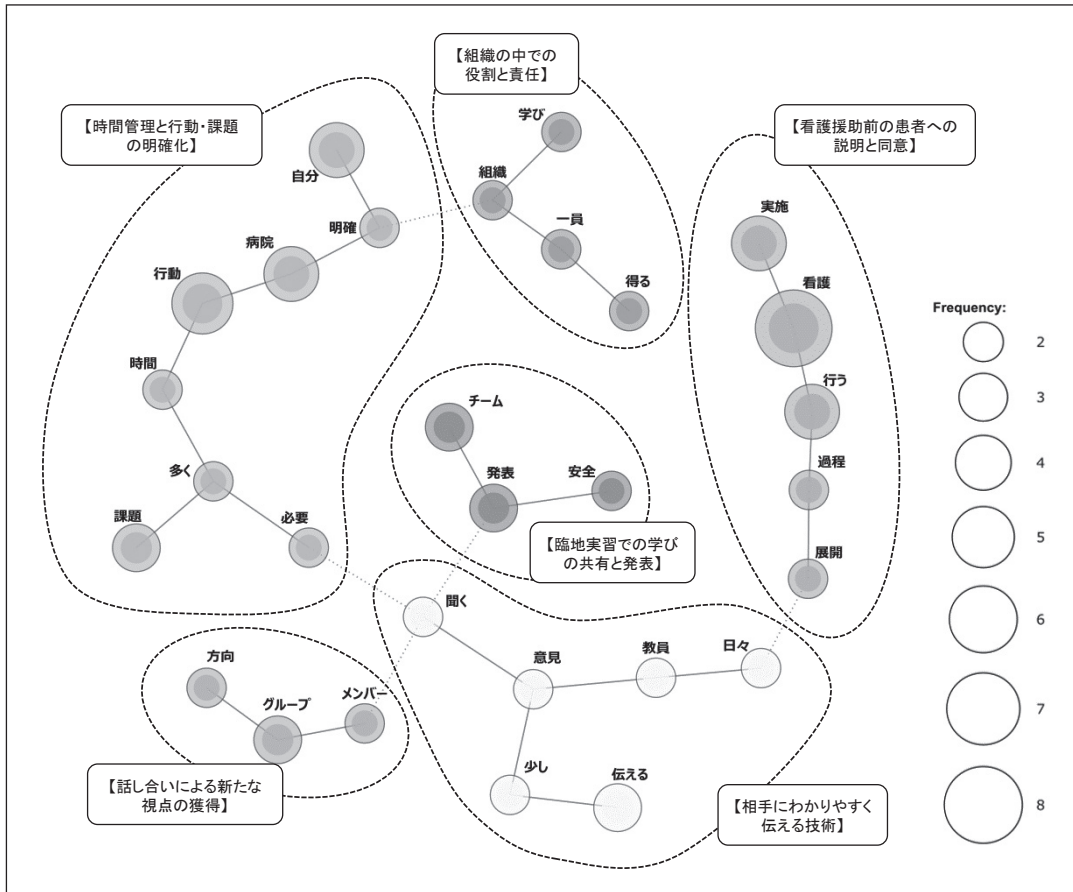 【組織の中での
役割と責任】
【時間管理と行動・課題
の明確化】
【看護援助前の患者への
説明と同意】
学び
組織
一員
得る
自分
明確
病院
行動
時間
多く
課題
必要
実施
看護
行う
過程
展開
チーム
発表
安全
【臨地実習での学び
の共有と発表】
聞く
意見
教員
日々
少し
伝える
方向
グループ
メンバー
【話し合いによる新たな
視点の獲得】
【相手にわかりやすく
伝える技術】
Frequency:
2
3
4
5
6
7
8